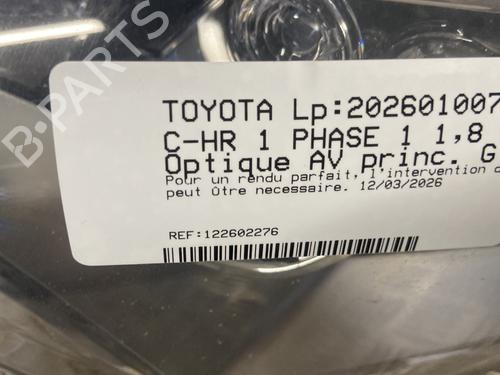 TOYOTA Lp:202601007
C-HR 1 PHASE 1 1,8
Optique AV princ. G
Pour un rendu parfait, l'intervention d
peut ûtre necessaire. 12/03/2026
REF:122602276
B-PARTS